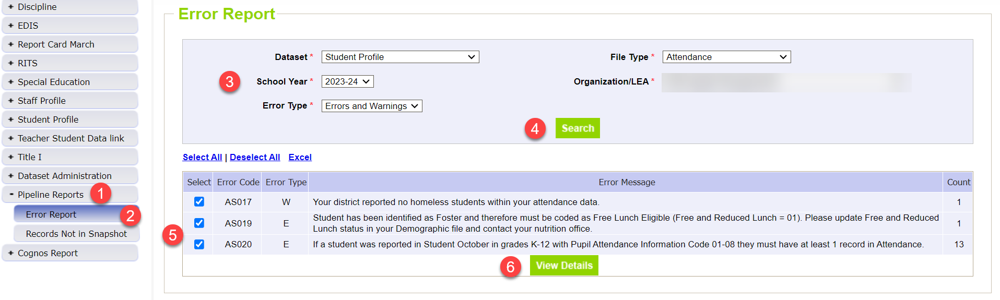 + Discipline
+ EDIS
+ Report Card March
+ RITS
+ Special Education
+ Staff Profile
+ Student Profile
+ Teacher Student Data link
+ Title I
+ Dataset Administration
- Pipeline Reports 1
Error Report 2
Records Not in Snapshot
+ Cognos Report
Error Report
Dataset * Student Profile File Type * Attendance
3 School Year * 2023-24 Organization/LEA *
Error Type * Errors and Warnings
4 Search
Select All | Deselect All Excel
Select Error Code Error Type Error Message Count
AS017 W Your district reported no homeless students within your attendance data. 1
AS019 E Student has been identified as Foster and therefore must be coded as Free Lunch Eligible (Free and Reduced Lunch = 01). Please update Free and Reduced
Lunch status in your Demographic file and contact your nutrition office. 1
5 AS020 E If a student was reported in Student October in grades K-12 with Pupil Attendance Information Code 01-08 they must have at least 1 record in Attendance. 13
6 View Details